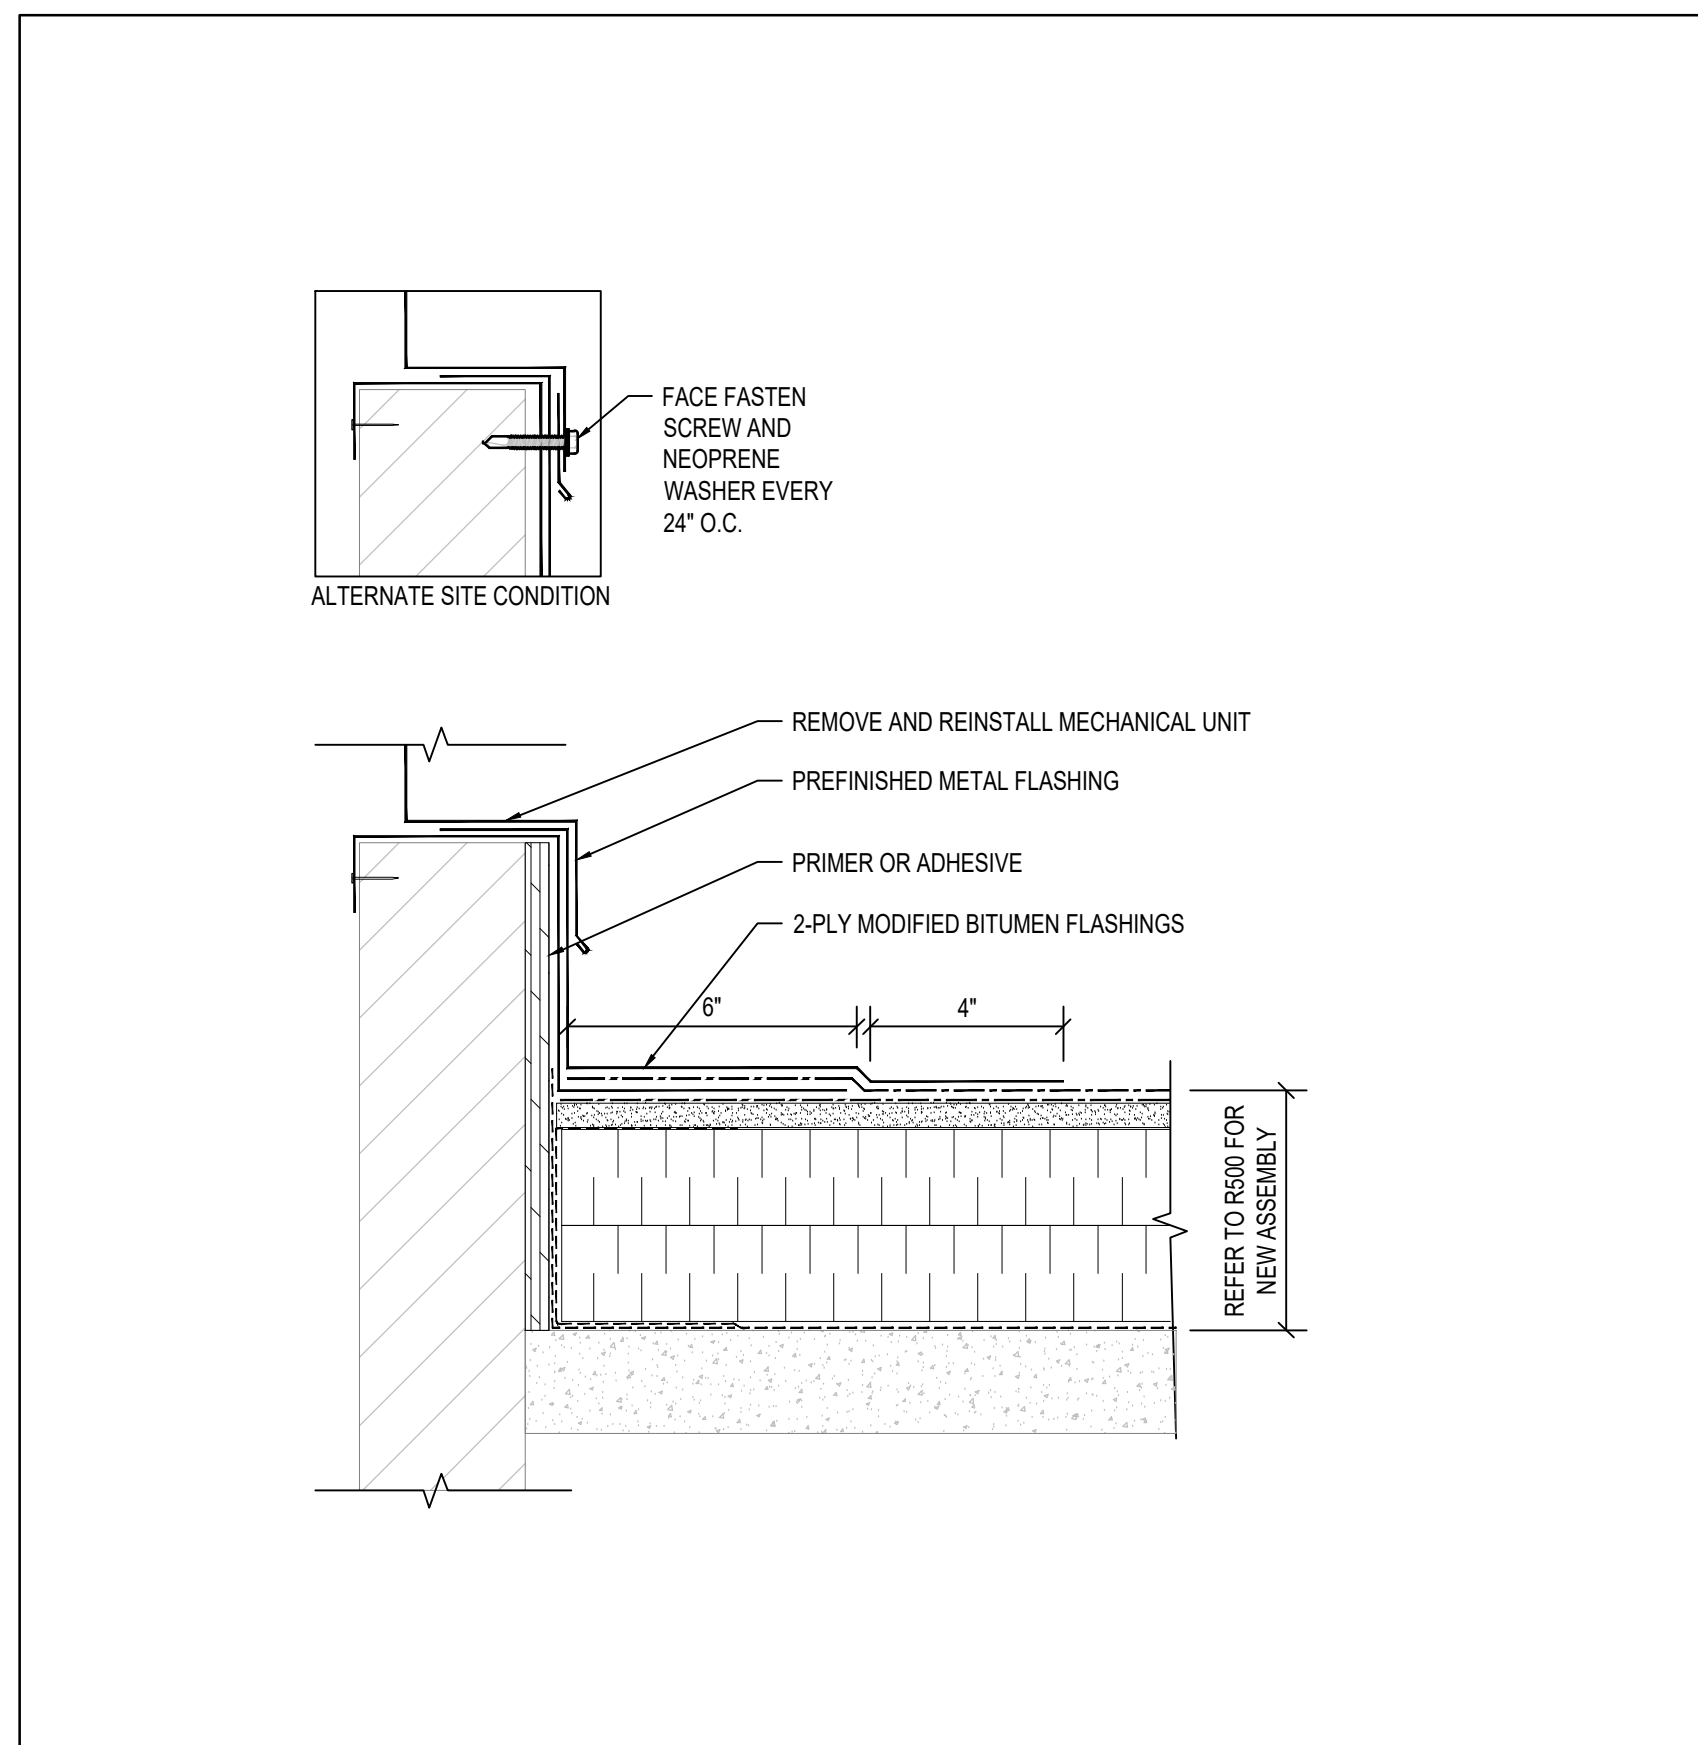 FACE FASTEN
SCREW AND
NEOPRENE
WASHER EVERY
24" O.C.
ALTERNATE SITE CONDITION
REMOVE AND REINSTALL MECHANICAL UNIT
PREFINISHED METAL FLASHING
PRIMER OR ADHESIVE
2-PLY MODIFIED BITUMEN FLASHINGS
6"
4"
REFER TO R500 FOR
NEW ASSEMBLY